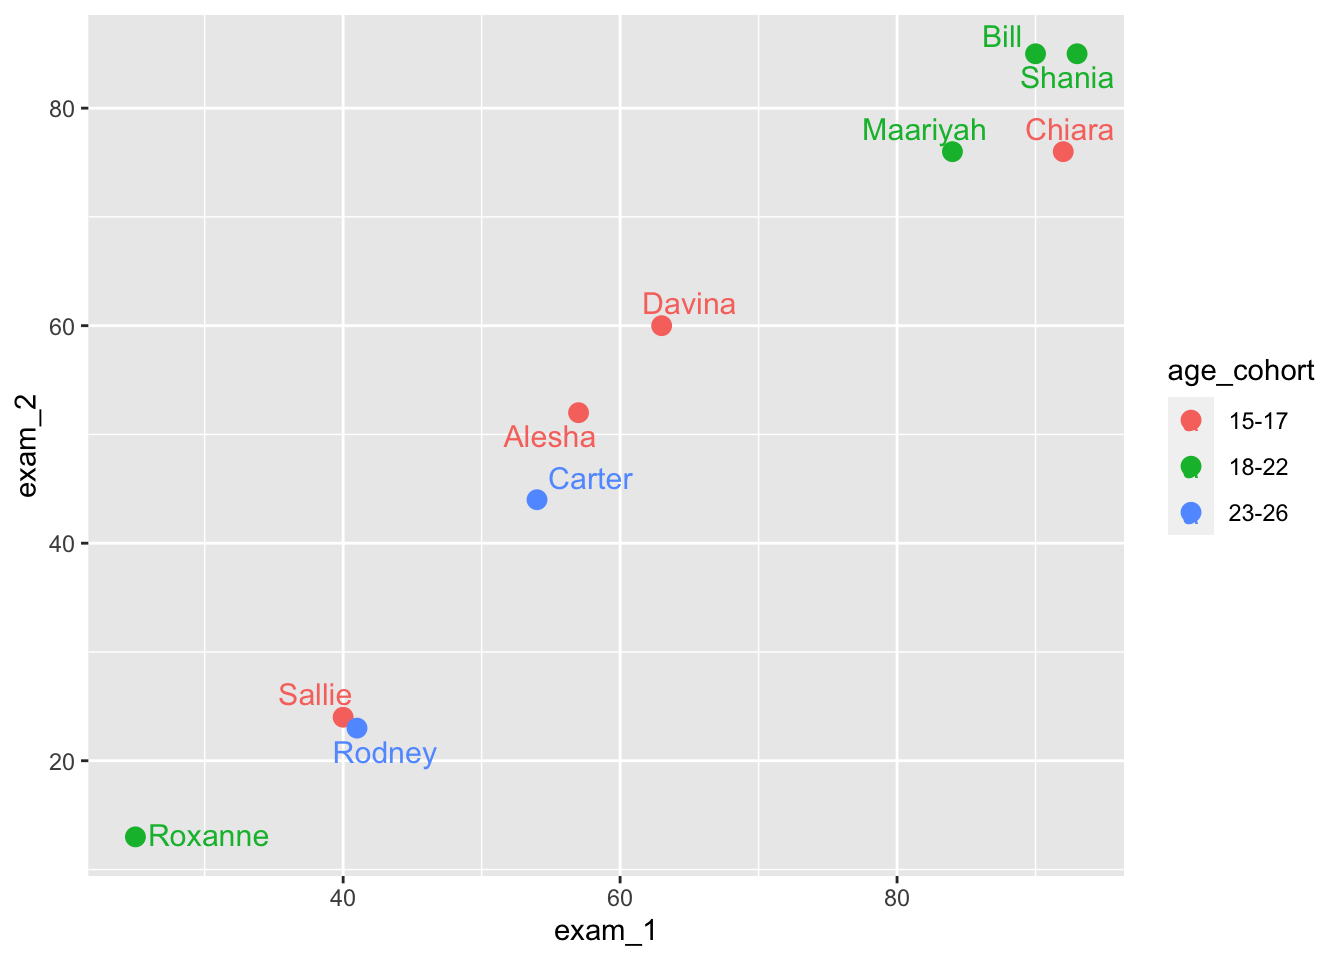 Bill
Shania
80
Maariyah
Chiara
Davina
60
age_cohort
15-17
exam_2
Alesha
18-22
Carter
23-26
40
Sallie
Rodney
20
Roxanne
40
60
80
exam_1